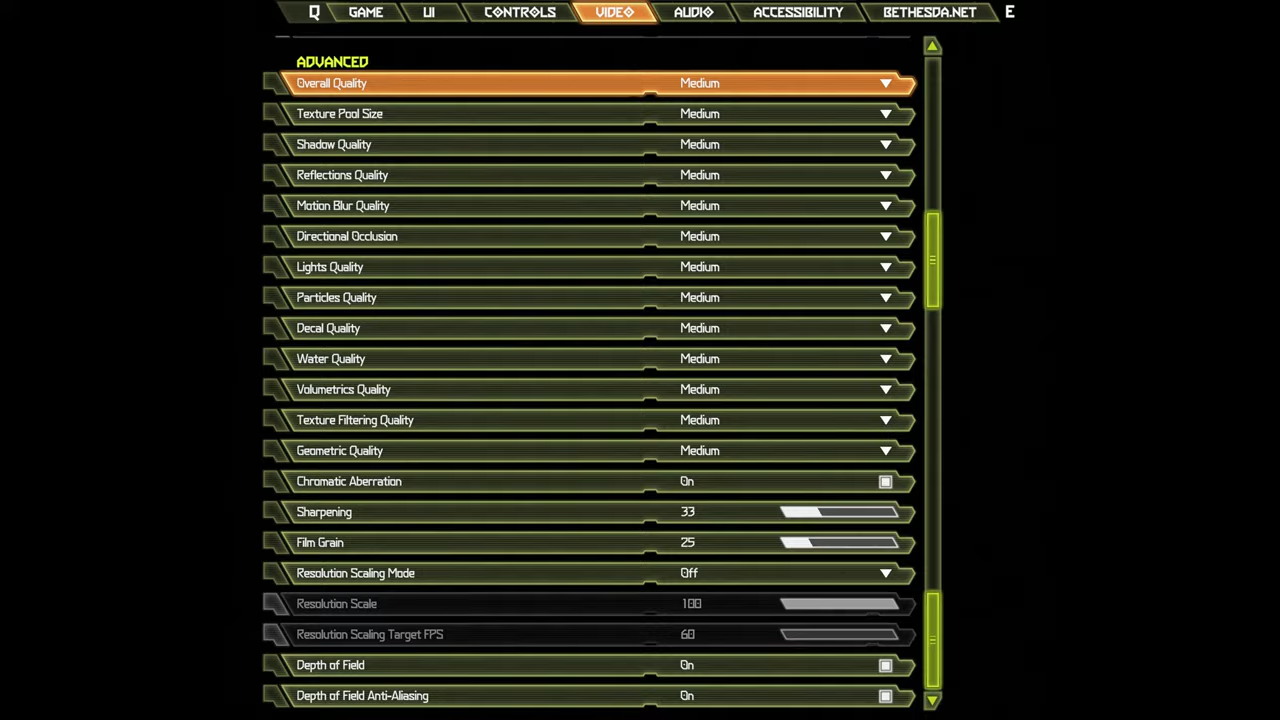 Q GAME UI CONTROLS VIDEO AUDIO ACCESSIBILITY BETHESDA.NET E
ADVANCED
Overall Quality Medium
Texture Pool Size Medium
Shadow Quality Medium
Reflections Quality Medium
Motion Blur Quality Medium
Directional Occlusion Medium
Lights Quality Medium
Particles Quality Medium
Decal Quality Medium
Water Quality Medium
Volumetrics Quality Medium
Texture Filtering Quality Medium
Geometric Quality Medium
Chromatic Aberration On
Sharpening 33
Film Grain 25
Resolution Scaling Mode Off
Resolution Scale 100
Resolution Scaling Target FPS 60
Depth of Field On
Depth of Field Anti-Aliasing On